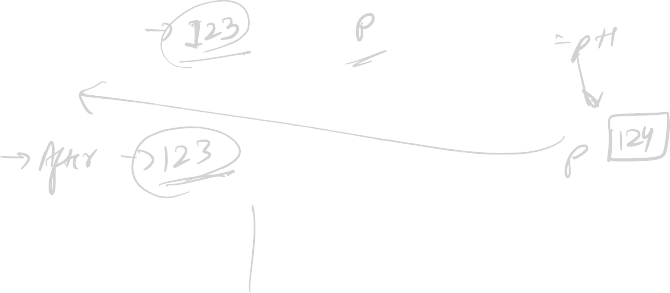 → 123 P = PH
→ After → 123 P 124